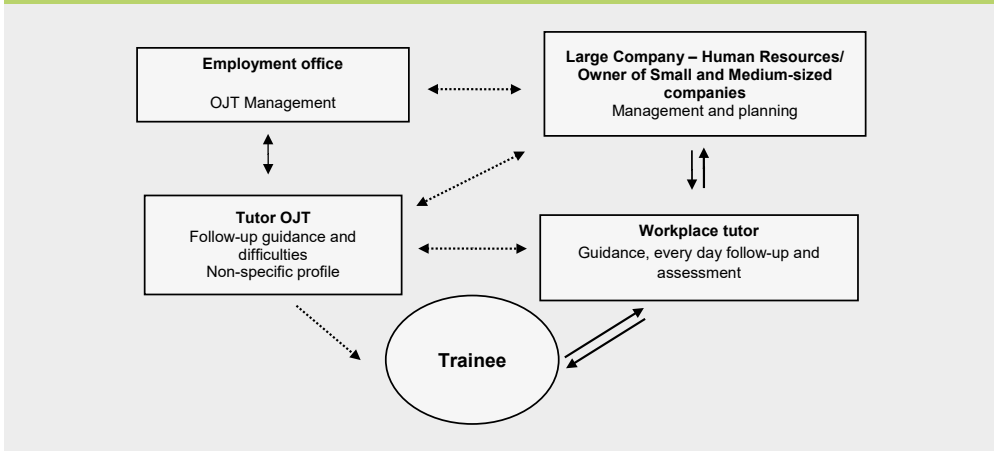 Employment office
OJT Management
Large Company – Human Resources/
Owner of Small and Medium-sized
companies
Management and planning
Tutor OJT
Follow-up guidance and
difficulties
Non-specific profile
Workplace tutor
Guidance, every day follow-up and
assessment
Trainee